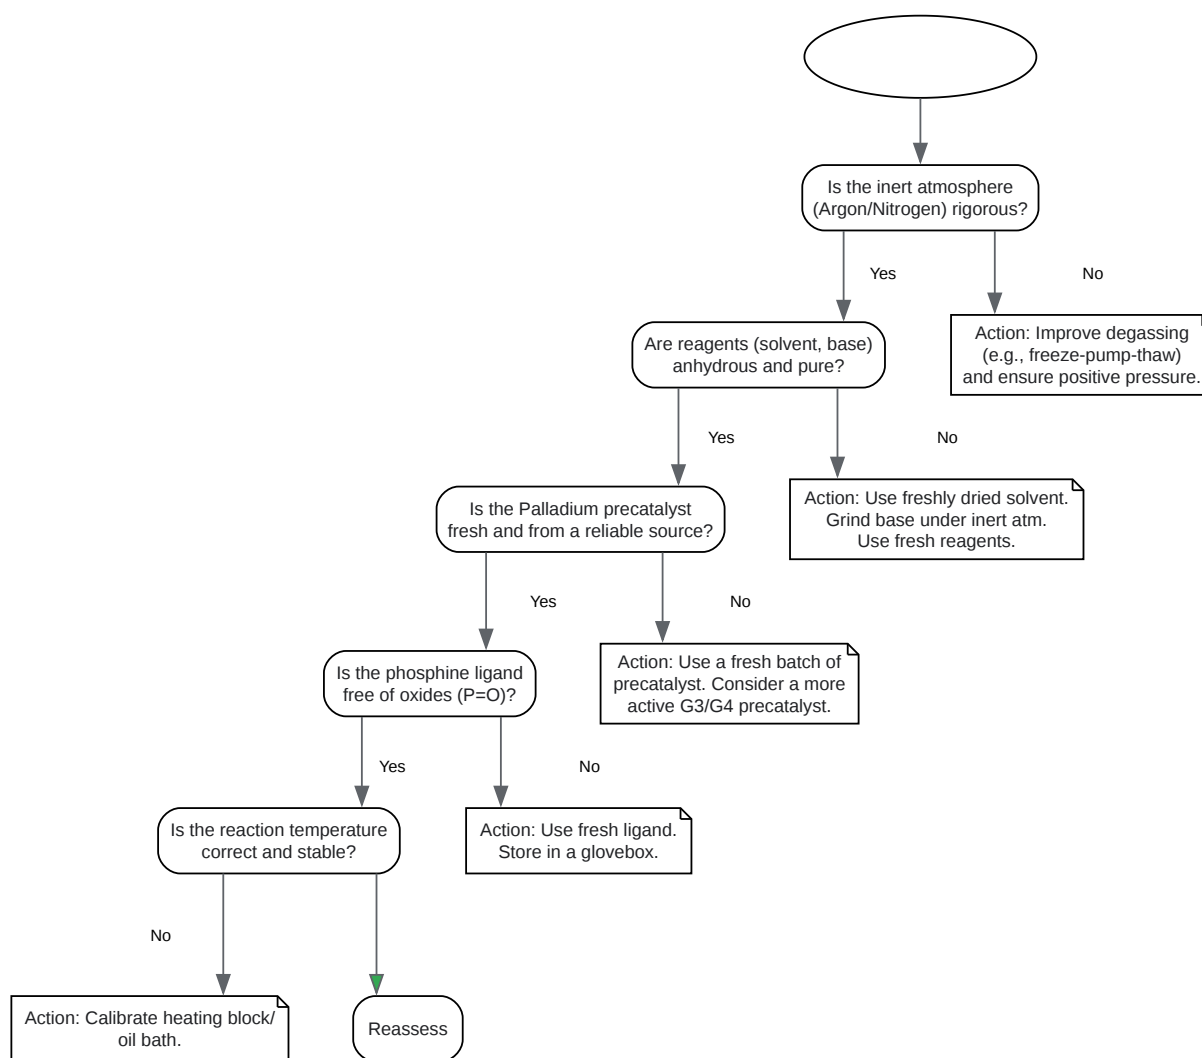 Is the inert atmosphere
(Argon/Nitrogen) rigorous?
Yes
No
Are reagents (solvent, base)
anhydrous and pure?
Action: Improve degassing
(e.g., freeze-pump-thaw)
and ensure positive pressure.
Yes
No
Is the Palladium precatalyst
fresh and from a reliable source?
Action: Use freshly dried solvent.
Grind base under inert atm.
Use fresh reagents.
Yes
No
Is the phosphine ligand
free of oxides (P=O)?
Action: Use a fresh batch of
precatalyst. Consider a more
active G3/G4 precatalyst.
Yes
No
Is the reaction temperature
correct and stable?
Action: Use fresh ligand.
Store in a glovebox.
No
Action: Calibrate heating block/
oil bath.
Reassess